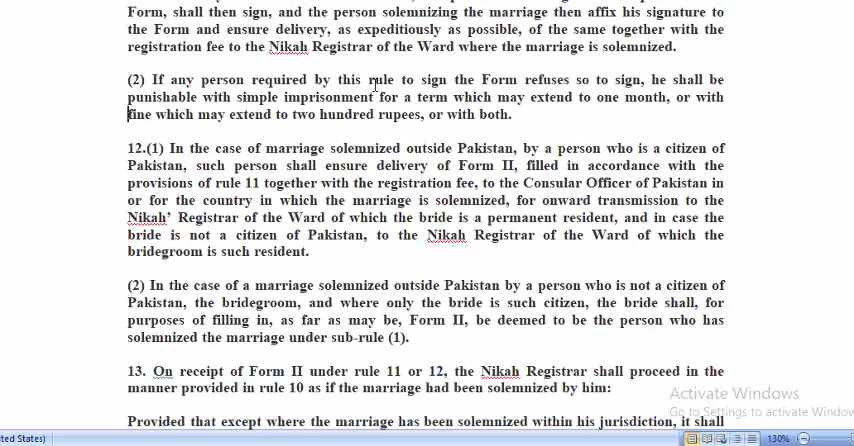 Form, shall then sign, and the person solemnizing the marriage then affix his signature to
the Form and ensure delivery, as expeditiously as possible, of the same together with the
registration fee to the Nikah Registrar of the Ward where the marriage is solemnized.
(2) If any person required by this rule to sign the Form refuses so to sign, he shall be
punishable with simple imprisonment for a term which may extend to one month, or with
fine which may extend to two hundred rupees, or with both.
12.(1) In the case of marriage solemnized outside Pakistan, by a person who is a citizen of
Pakistan, such person shall ensure delivery of Form II, filled in accordance with the
provisions of rule 11 together with the registration fee, to the Consular Officer of Pakistan in
or for the country in which the marriage is solemnized, for onward transmission to the
Nikah’ Registrar of the Ward of which the bride is a permanent resident, and in case the
bride is not a citizen of Pakistan, to the Nikah Registrar of the Ward of which the
bridegroom is such resident.
(2) In the case of a marriage solemnized outside Pakistan by a person who is not a citizen of
Pakistan, the bridegroom, and where only the bride is such citizen, the bride shall, for
purposes of filling in, as far as may be, Form II, be deemed to be the person who has
solemnized the marriage under sub-rule (1).
13. On receipt of Form II under rule 11 or 12, the Nikah Registrar shall proceed in the
manner provided in rule 10 as if the marriage had been solemnized by him:
Activate Windows
Go to Settings to activate Window
Provided that except where the marriage has been solemnized within his jurisdiction, it shall
ted States)
130%